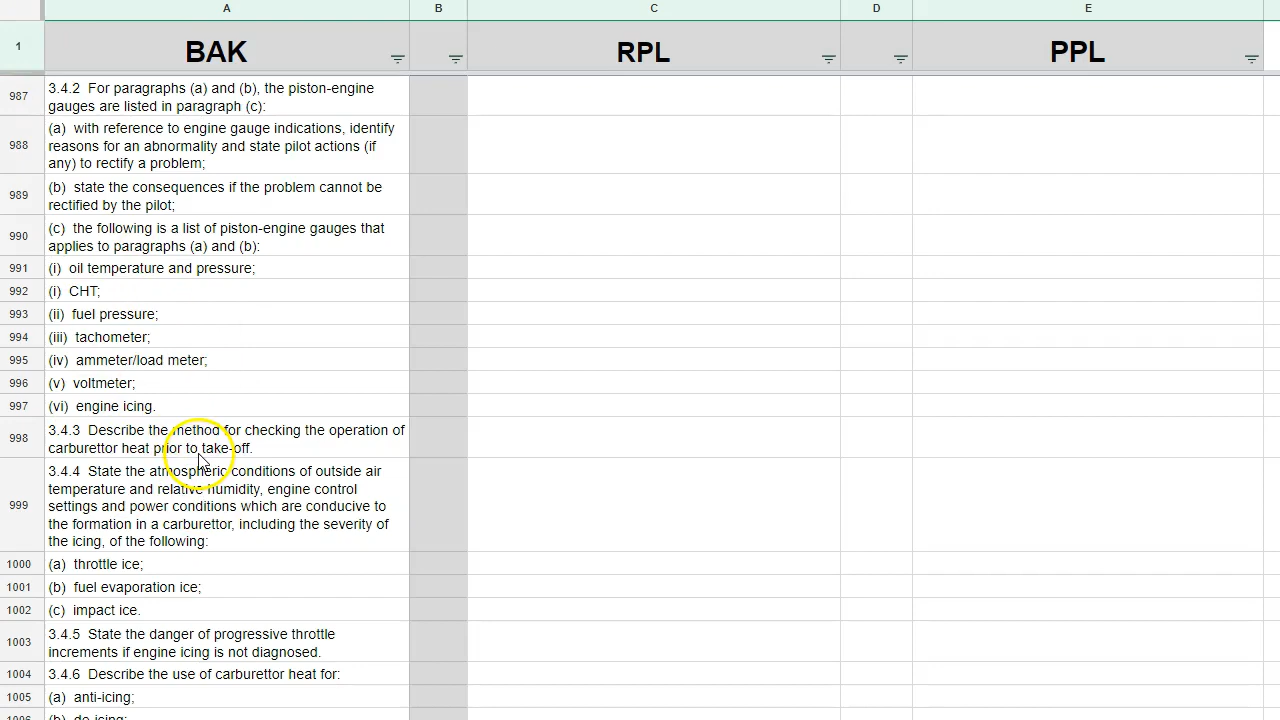 A B C D E
1 BAK RPL PPL
987 3.4.2 For paragraphs (a) and (b), the piston-engine
gauges are listed in paragraph (c):
988 (a) with reference to engine gauge indications, identify
reasons for an abnormality and state pilot actions (if
any) to rectify a problem;
989 (b) state the consequences if the problem cannot be
rectified by the pilot;
990 (c) the following is a list of piston-engine gauges that
applies to paragraphs (a) and (b):
991 (i) oil temperature and pressure;
992 (i) CHT;
993 (ii) fuel pressure;
994 (iii) tachometer;
995 (iv) ammeter/load meter;
996 (v) voltmeter;
997 (vi) engine icing.
998 3.4.3 Describe the method for checking the operation of
carburettor heat prior to take-off.
999 3.4.4 State the atmospheric conditions of outside air
temperature and relative humidity, engine control
settings and power conditions which are conducive to
the formation in a carburettor, including the severity of
the icing, of the following:
1000 (a) throttle ice;
1001 (b) fuel evaporation ice;
1002 (c) impact ice.
1003 3.4.5 State the danger of progressive throttle
increments if engine icing is not diagnosed.
1004 3.4.6 Describe the use of carburettor heat for:
1005 (a) anti-icing;
1006 (b) de-icing;